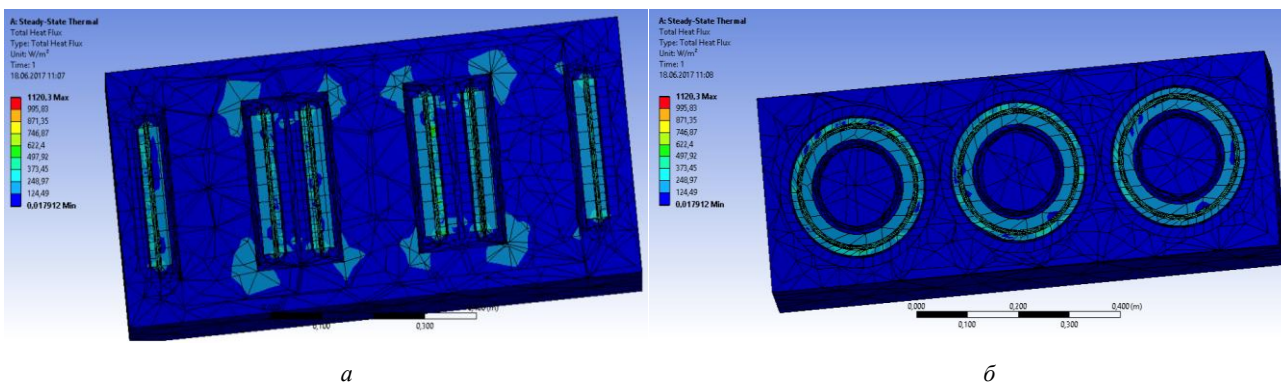 A: Steady-State Thermal
Total Heat Flux
Type: Total Heat Flux
Unit: W/m²
Time: 1
18.06.2017 11:07
1120,3 Max
995,83
871,35
746,87
622,4
497,92
373,45
248,97
124,49
0,017912 Min
0,400 (m)
0,100
0,300
A: Steady-State Thermal
Total Heat Flux
Type: Total Heat Flux
Unit: W/m²
Time: 1
18.06.2017 11:08
1120,3 Max
995,83
871,35
746,87
622,4
497,92
373,45
248,97
124,49
0,017912 Min
0,000
0,200
0,400 (m)
0,100
0,300
а
б